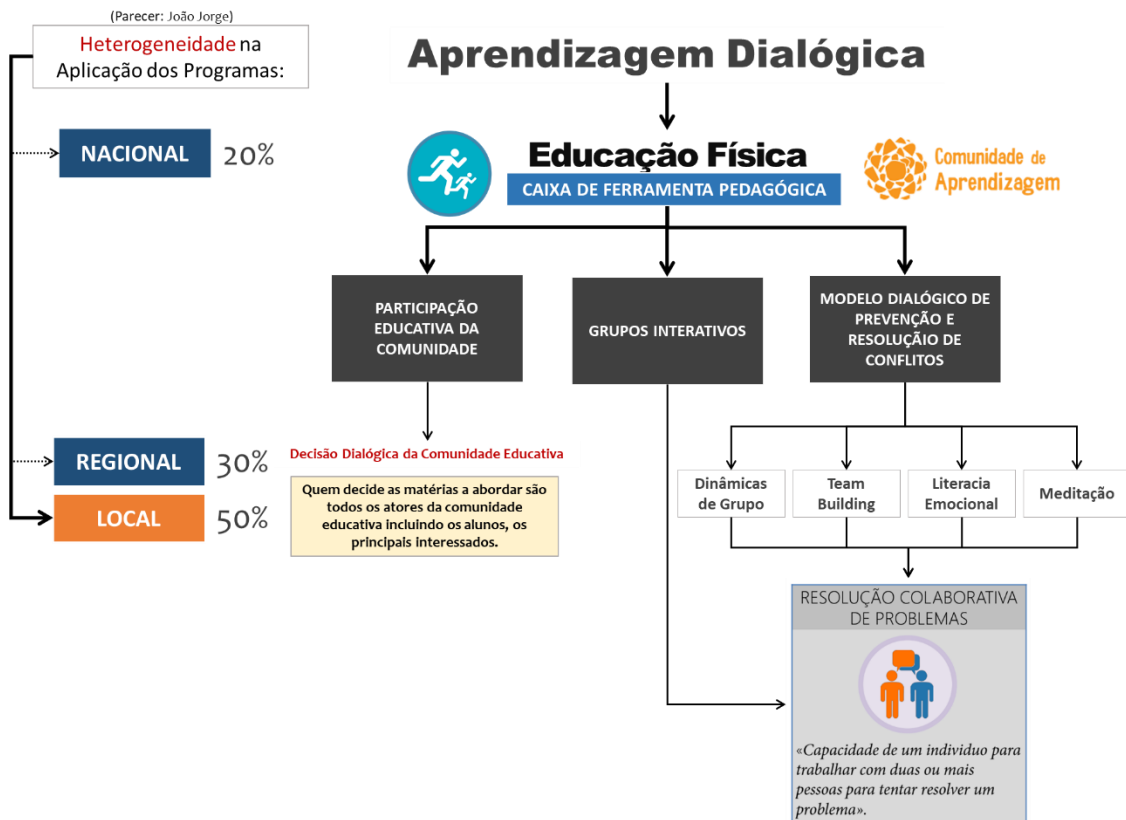 (Parecer: João Jorge)
Heterogeneidade na
Aplicação dos Programas:
NACIONAL 20%
REGIONAL 30%
LOCAL 50%
Aprendizagem Dialógica
Educação Física
CAIXA DE FERRAMENTA PEDAGÓGICA
Comunidade de
Aprendizagem
PARTICIPAÇÃO
EDUCATIVA DA
COMUNIDADE
GRUPOS INTERATIVOS
MODELO DIALÓGICO DE
PREVENÇÃO E
RESOLUÇÃIO DE
CONFLITOS
Decisão Dialógica da Comunidade Educativa
Quem decide as matérias a abordar são
todos os atores da comunidade
educativa incluindo os alunos, os
principais interessados.
Dinâmicas
de Grupo
Team
Building
Literacia
Emocional
Meditação
RESOLUÇÃO COLABORATIVA
DE PROBLEMAS
«Capacidade de um individuo para
trabalhar com duas ou mais
pessoas para tentar resolver um
problema».